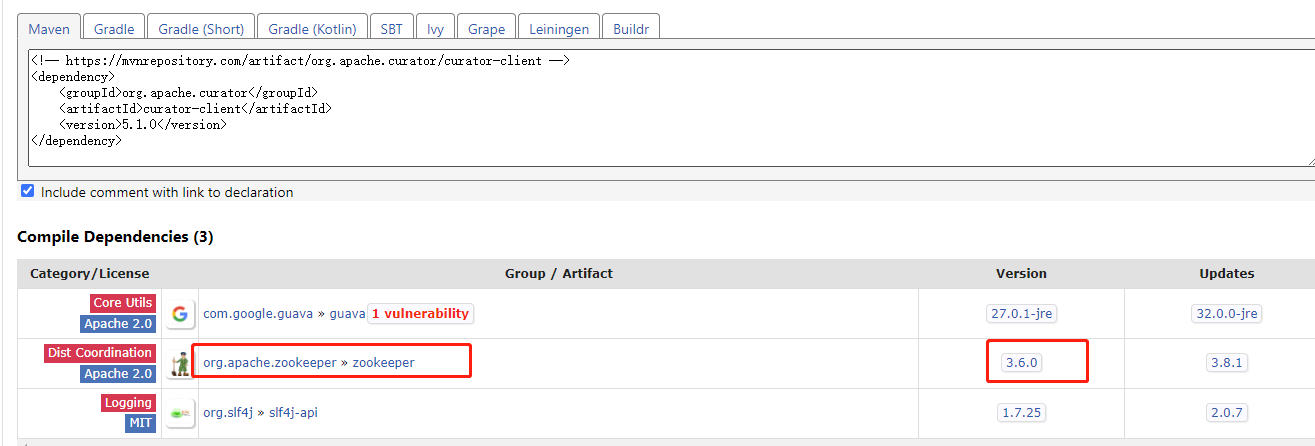 Maven Gradle Gradle (Short) Gradle (Kotlin) SBT Ivy Grape Leiningen Buildr
<!-- https://mvnrepository.com/artifact/org.apache.curator/curator-client -->
<dependency>
    <groupId>org.apache.curator</groupId>
    <artifactId>curator-client</artifactId>
    <version>5.1.0</version>
</dependency>
Include comment with link to declaration
Compile Dependencies (3)
Category/License Group / Artifact Version Updates
Core Utils
Apache 2.0
com.google.guava » guava 1 vulnerability 27.0.1-jre 32.0.0-jre
Dist Coordination
Apache 2.0
org.apache.zookeeper » zookeeper 3.6.0 3.8.1
Logging
MIT
org.slf4j » slf4j-api 1.7.25 2.0.7